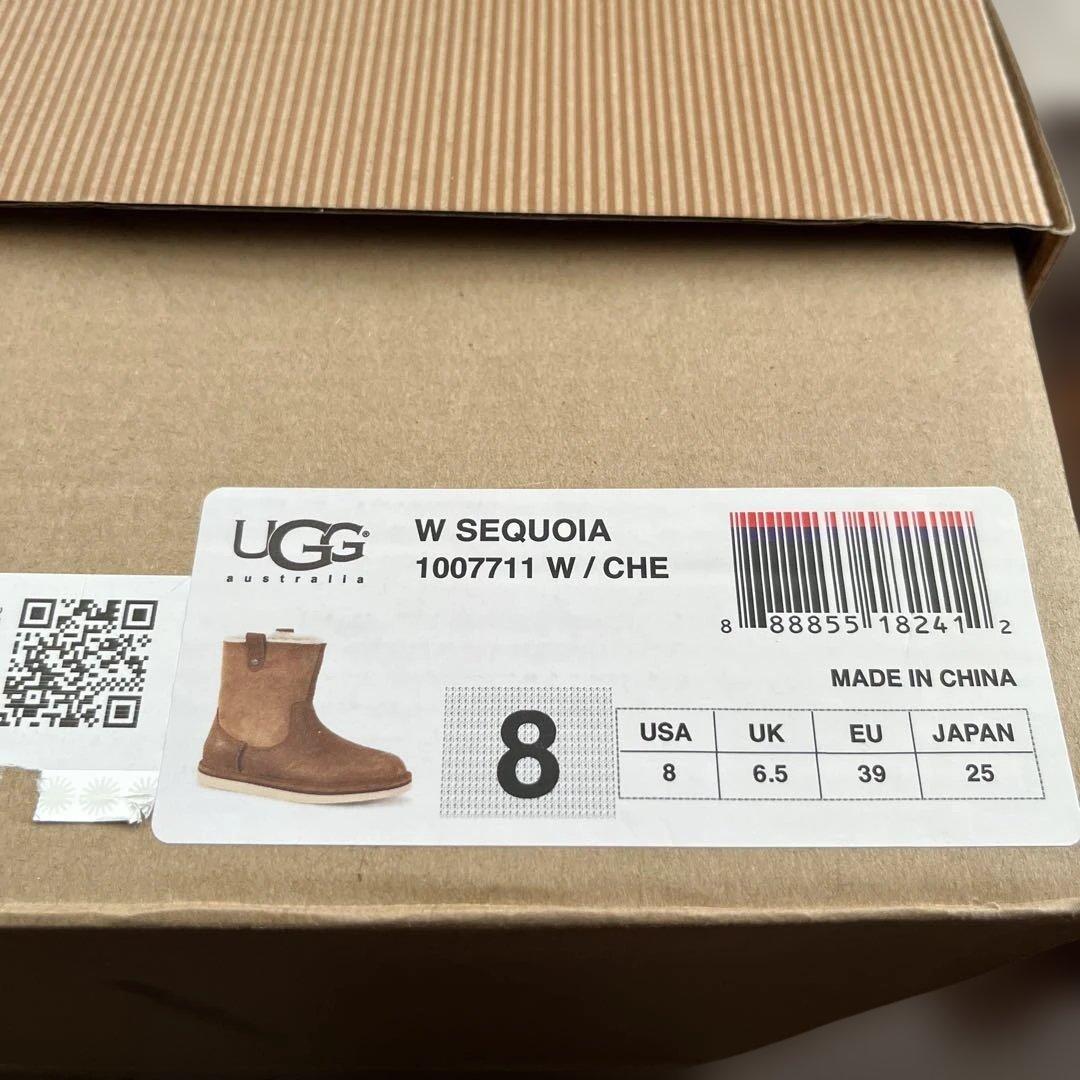 UGG®
australia
W SEQUOIA
1007711 W / CHE
8 88855 18241 2
MADE IN CHINA
8
USA UK EU JAPAN
8 6.5 39 25